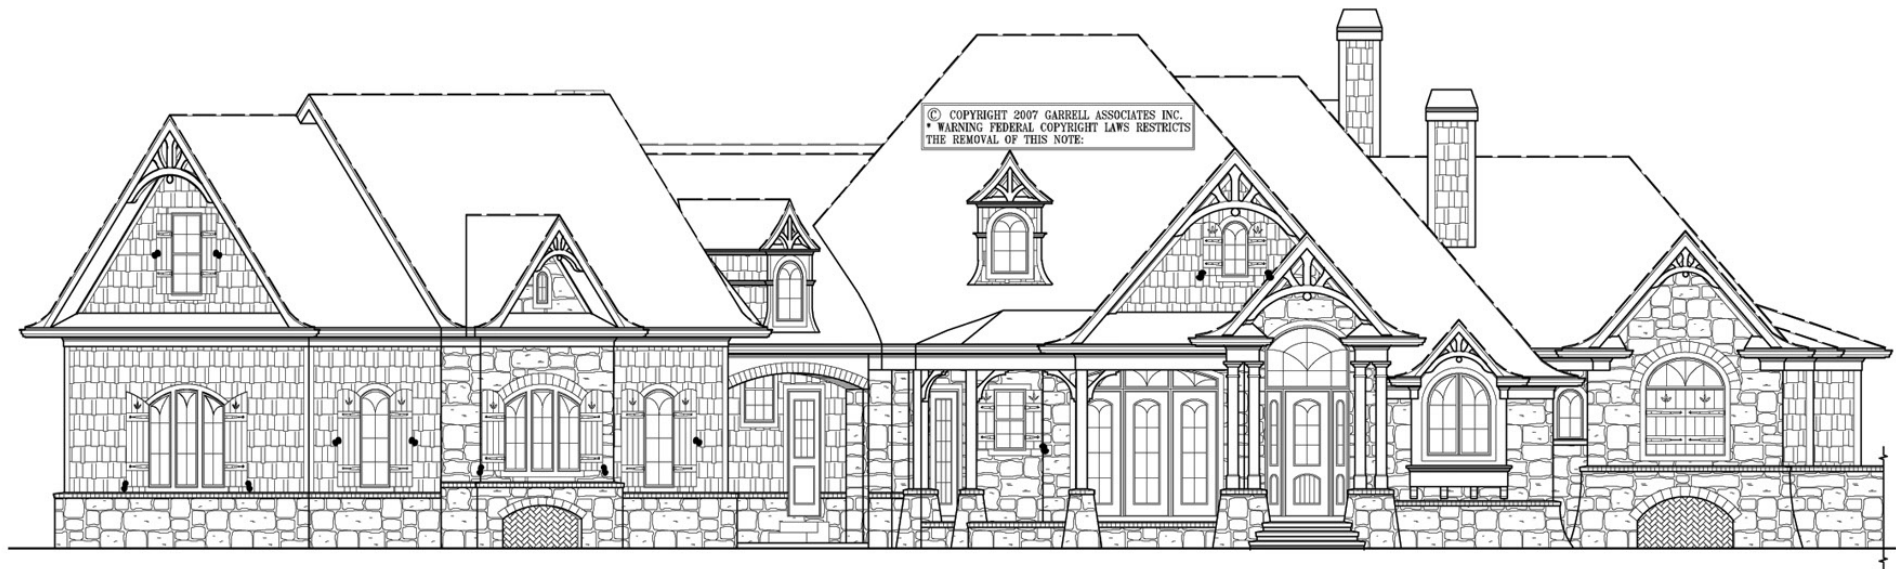 © COPYRIGHT 2007 GARRELL ASSOCIATES INC.
* WARNING FEDERAL COPYRIGHT LAWS RESTRICTS
THE REMOVAL OF THIS NOTE: